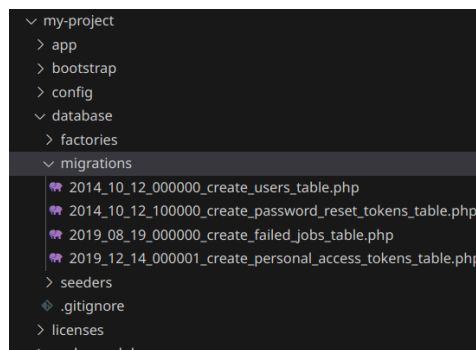 my-project
app
bootstrap
config
database
factories
migrations
2014_10_12_000000_create_users_table.php
2014_10_12_100000_create_password_reset_tokens_table.php
2019_08_19_000000_create_failed_jobs_table.php
2019_12_14_000001_create_personal_access_tokens_table.php
seeders
.gitignore
licenses